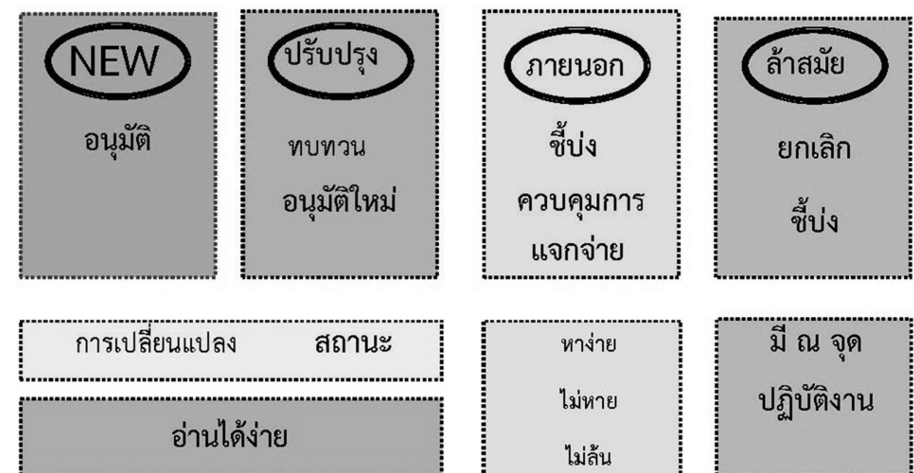 NEW
อนุมัติ
ปรับปรุง
ทบทวน
อนุมัติใหม่
ภายนอก
ชี้บ่ง
ควบคุมการ
แจกจ่าย
ล้าสมัย
ยกเลิก
ชี้บ่ง
การเปลี่ยนแปลง สถานะ
อ่านได้ง่าย
หาง่าย
ไม่หาย
ไม่ล้น
มี ณ จุด
ปฏิบัติงาน